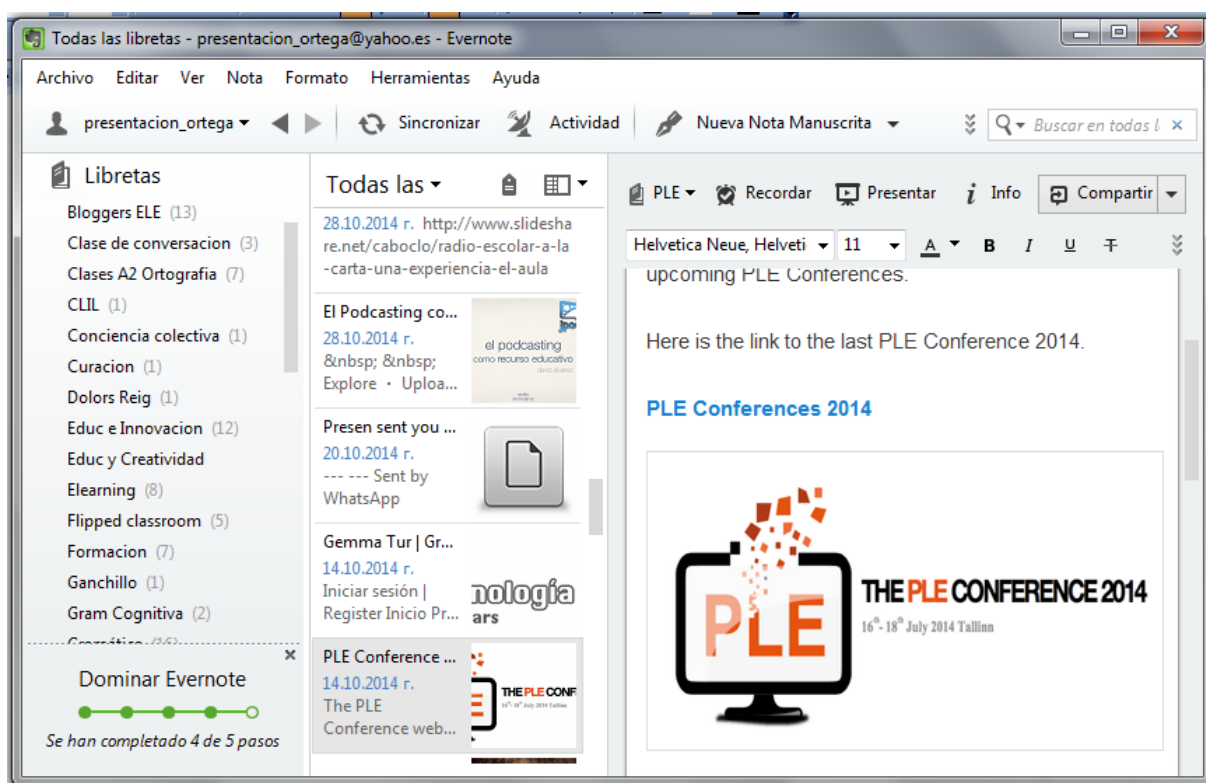 Todas las libretas - presentacion_ortega@yahoo.es - Evernote
Archivo Editar Ver Nota Formato Herramientas Ayuda
presentacion_ortega Sincronizar Actividad Nueva Nota Manuscrita Buscar en todas l
Libretas
Bloggers ELE (13)
Clase de conversacion (3)
Clases A2 Ortografia (7)
CLIL (1)
Conciencia colectiva (1)
Curacion (1)
Dolors Reig (1)
Educ e Innovacion (12)
Educ y Creatividad
Elearning (8)
Flipped classroom (5)
Formacion (7)
Ganchillo (1)
Gram Cognitiva (2)
Dominar Evernote
Se han completado 4 de 5 pasos
Todas las
28.10.2014 г. http://www.slidesha
re.net/caboclo/radio-escolar-a-la
-carta-una-experiencia-el-aula
El Podcasting co...
28.10.2014 г.
&nbsp; &nbsp;
Explore • Uploa...
el podcasting
como recurso educativo
Presen sent you ...
20.10.2014 г.
--- --- Sent by
WhatsApp
Gemma Tur | Gr...
14.10.2014 г.
Iniciar sesión |
Register Inicio Pr...
nología
ars
PLE Conference ...
14.10.2014 г.
The PLE
Conference web...
THE PLE CONF
16th- 18th July 2014 Tallinn
PLE Recordar Presentar i Info Compartir
Helvetica Neue, Helveti 11 A B I U T
upcoming PLE Conferences.
Here is the link to the last PLE Conference 2014.
PLE Conferences 2014
PLE
THE PLE CONFERENCE 2014
16th- 18th July 2014 Tallinn